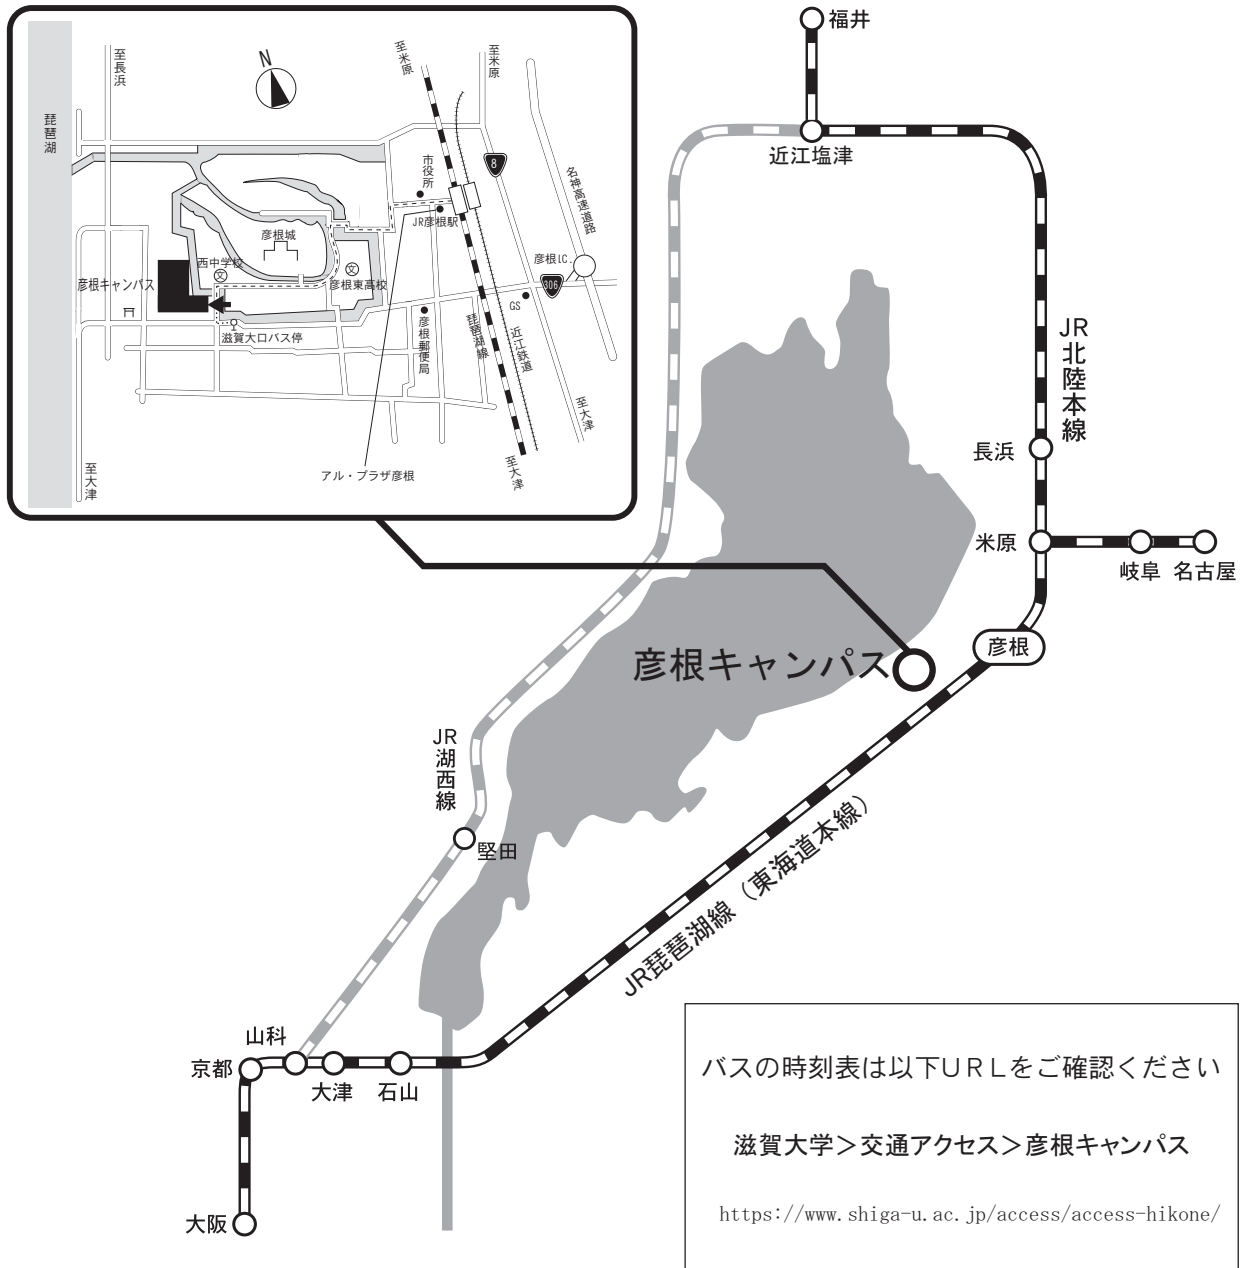 福井
近江塩津
N
至長浜
琵琶湖
至米原
至米原
8
市役所
名神高速道路
JR彦根駅
彦根城
西中学校
文
文
彦根東高校
彦根キャンパス
彦根IC.
306
GS
滋賀大口バス停
彦根郵便局
琵琶湖線
近江鉄道
至大津
至大津
至大津
アル・プラザ彦根
JR北陸本線
長浜
米原
岐阜
名古屋
彦根
彦根キャンパス
JR湖西線
堅田
JR琵琶湖線（東海道本線）
山科
京都
大津
石山
大阪
バスの時刻表は以下ＵＲＬをご確認ください
滋賀大学＞交通アクセス＞彦根キャンパス
https://www.shiga-u.ac.jp/access/access-hikone/